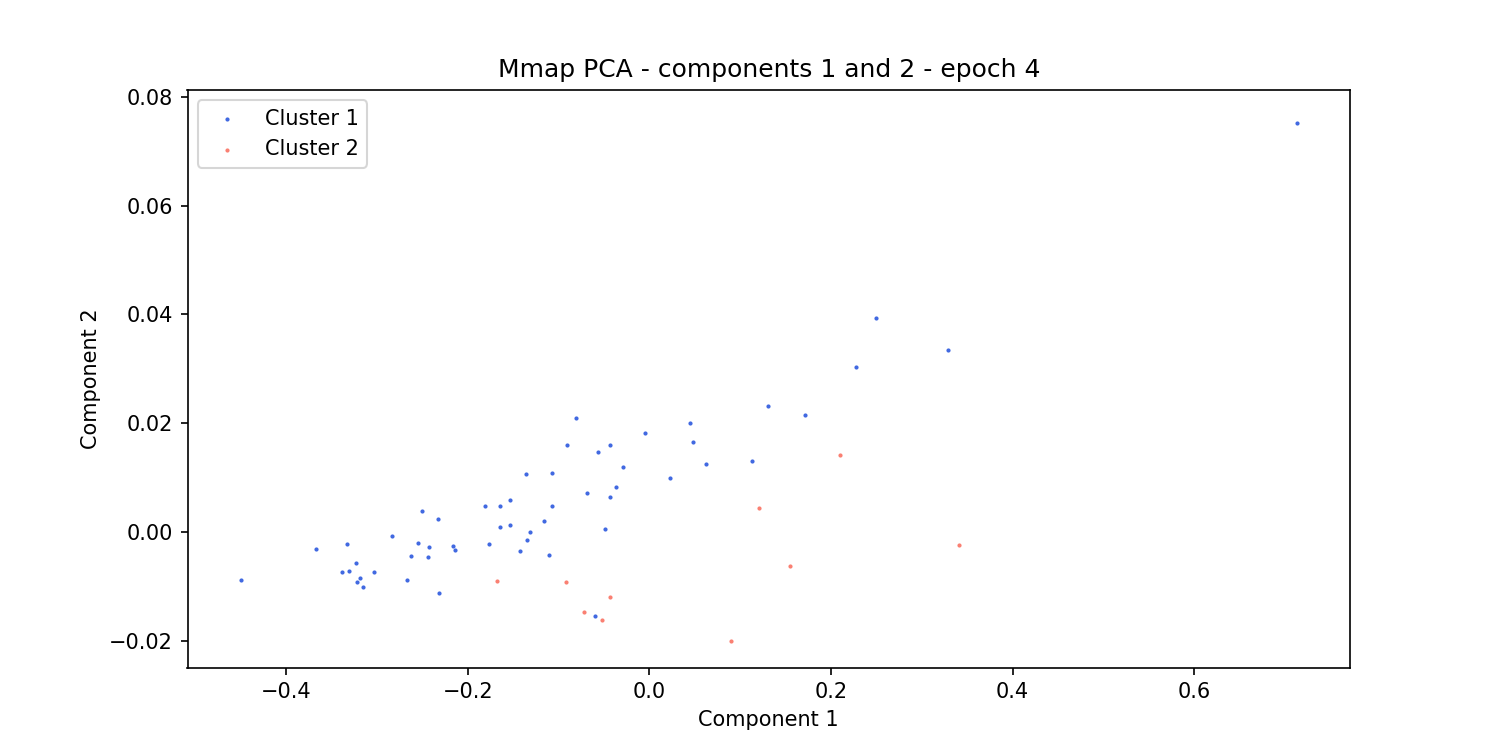 Mmap PCA - components 1 and 2 - epoch 4
Cluster 1
Cluster 2
0.08
0.06
0.04
0.02
0.00
−0.02
Component 2
−0.4
−0.2
0.0
0.2
0.4
0.6
Component 1